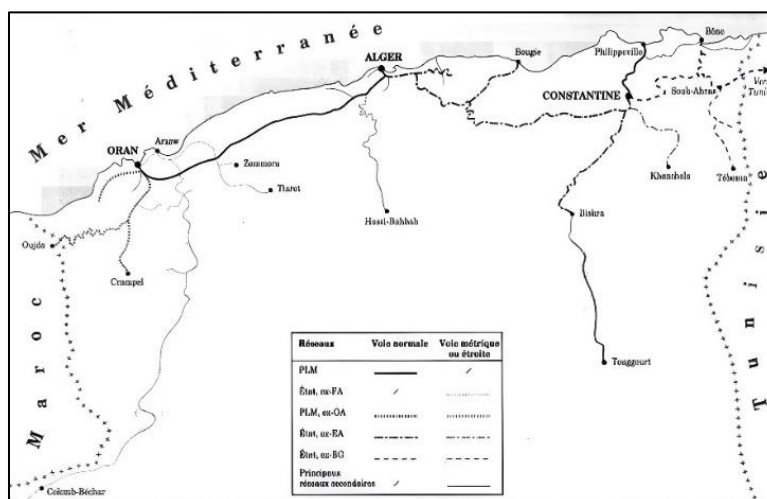 Mer Méditerranée
Bône
Philippeville
Bougie
ALGER
Vers
Tunis
CONSTANTINE
Souk-Ahras
Arzew
ORAN
Zemmora
Tiaret
Khenchela
Tébessa
Hassi-Bahbah
Biskra
Oujda
Crampel
Touggourt
Colomb-Béchar
Maroc
Tunisie
Réseaux Voie normale Voie métrique
ou étroite
PLM
État, ex-FA
PLM, ex-OA
État, ex-EA
État, ex-BG
Principaux
réseaux secondaires